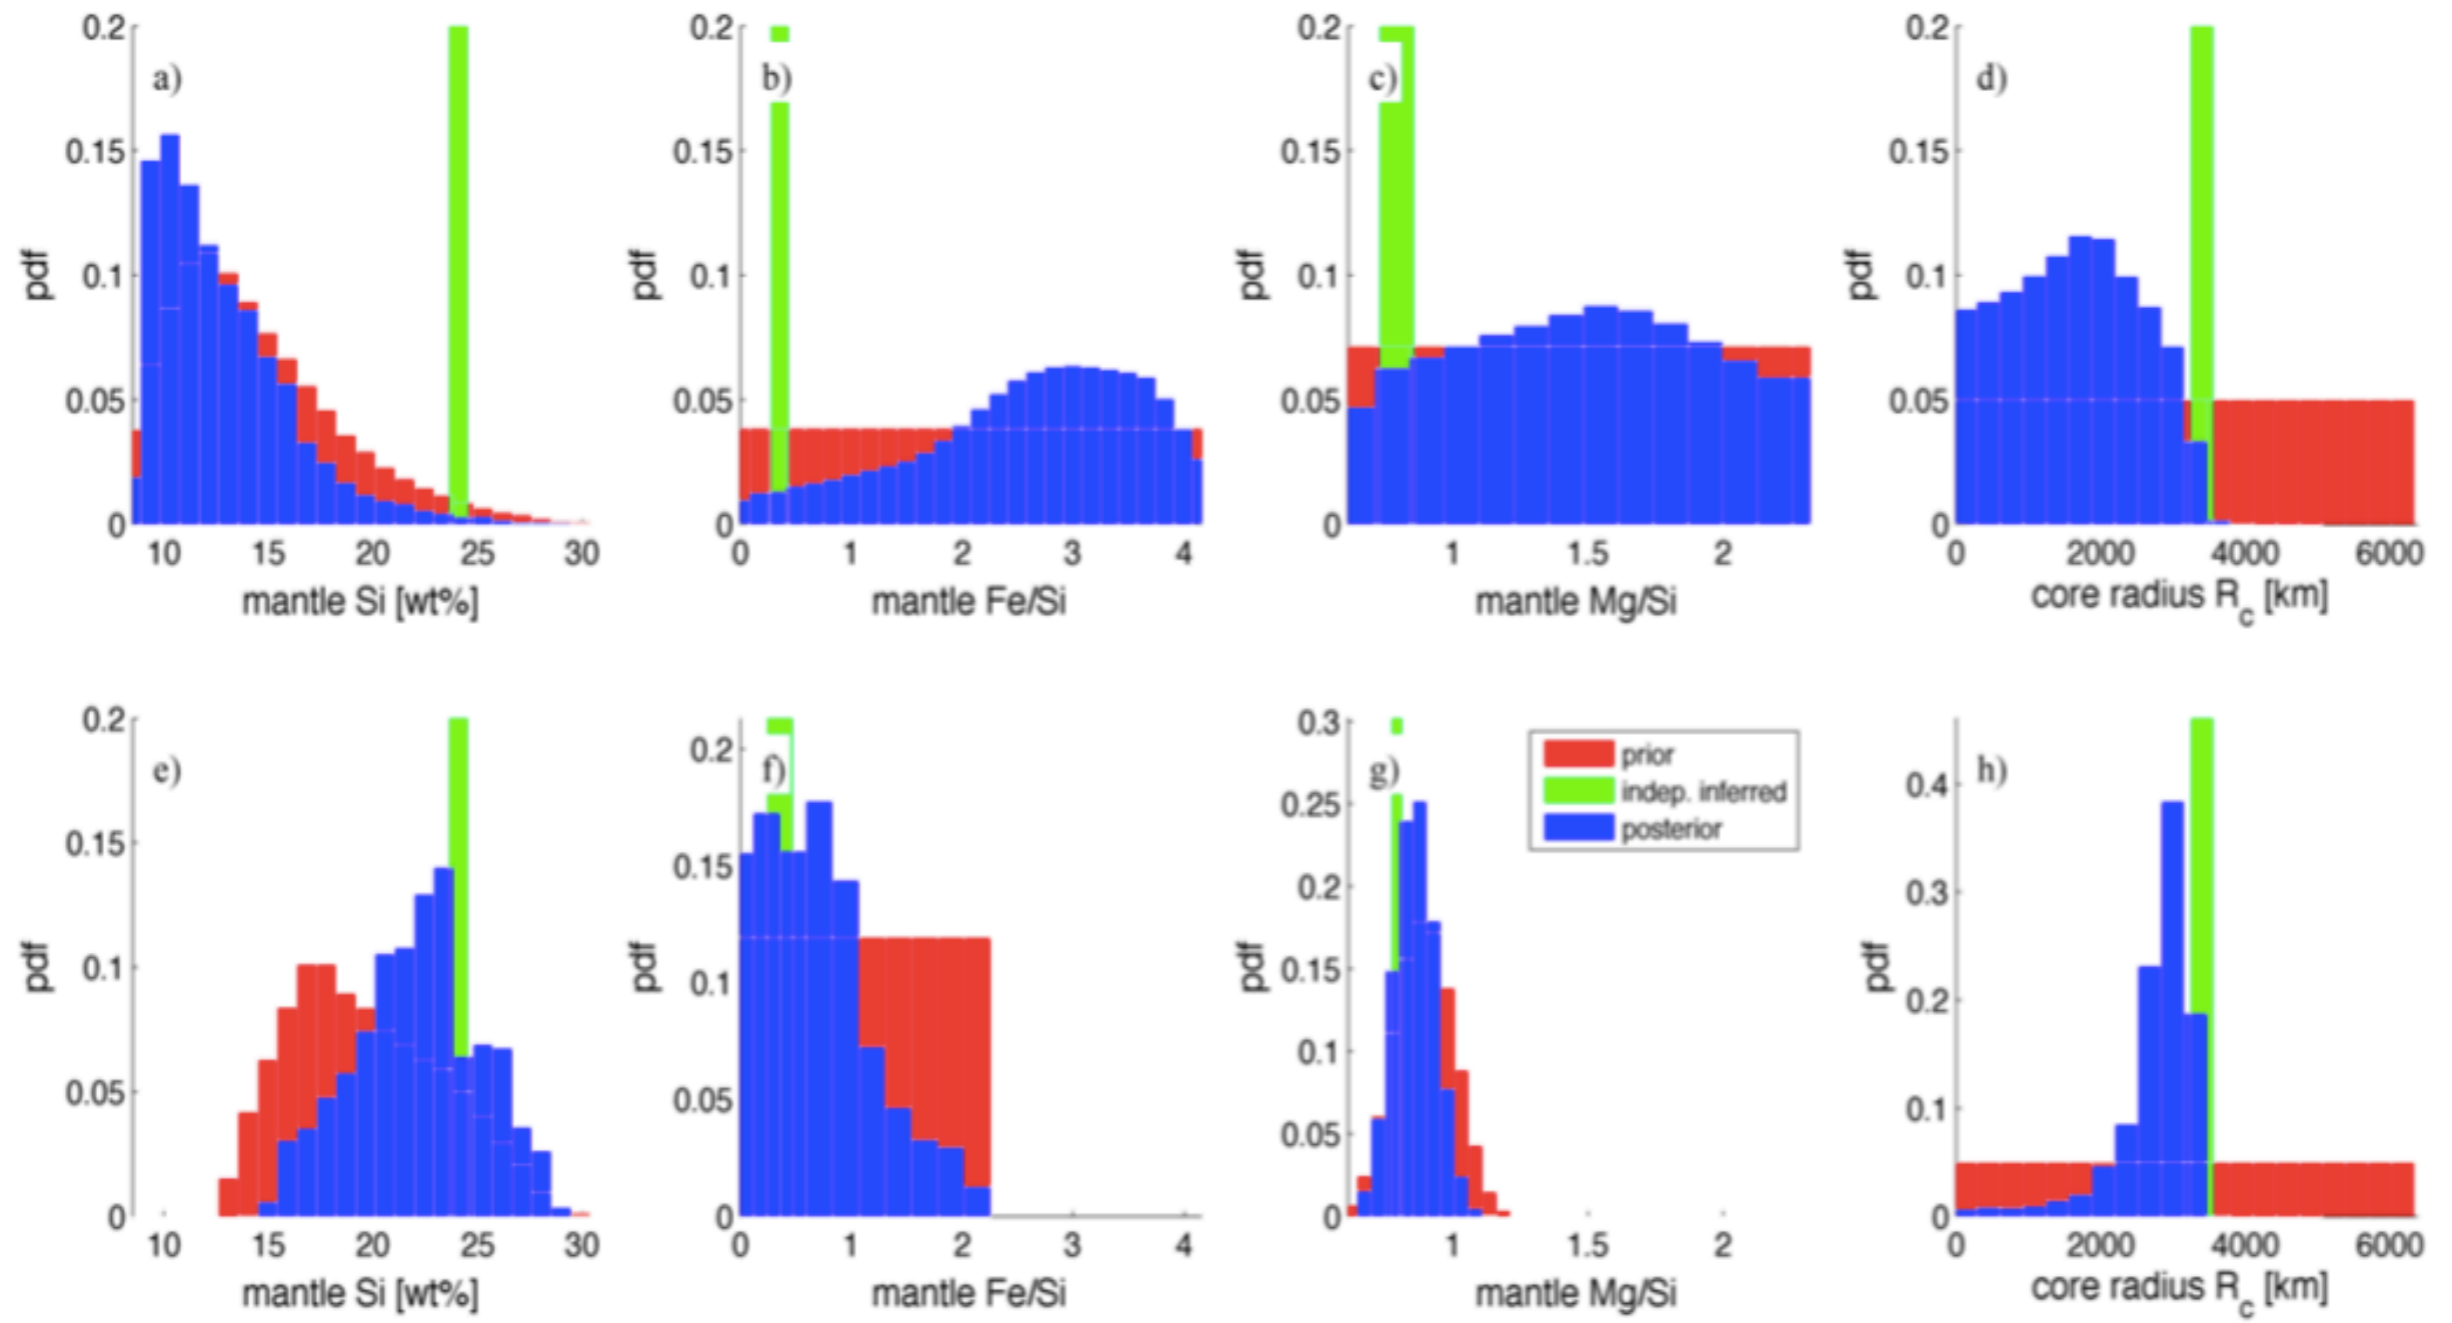 0.2
0.15
0.1
0.05
0
pdf
a)
10 15 20 25 30
mantle Si [wt%]
0.2
0.15
0.1
0.05
0
pdf
b)
0 1 2 3 4
mantle Fe/Si
0.2
0.15
0.1
0.05
0
pdf
c)
1 1.5 2
mantle Mg/Si
0.2
0.15
0.1
0.05
0
pdf
d)
0 2000 4000 6000
core radius Rc [km]
0.2
0.15
0.1
0.05
0
pdf
e)
10 15 20 25 30
mantle Si [wt%]
0.2
0.15
0.1
0.05
0
pdf
f)
0 1 2 3 4
mantle Fe/Si
0.3
0.25
0.2
0.15
0.1
0.05
0
pdf
g)
prior
indep. inferred
posterior
1 1.5 2
mantle Mg/Si
0.4
0.3
0.2
0.1
0
pdf
h)
0 2000 4000 6000
core radius Rc [km]